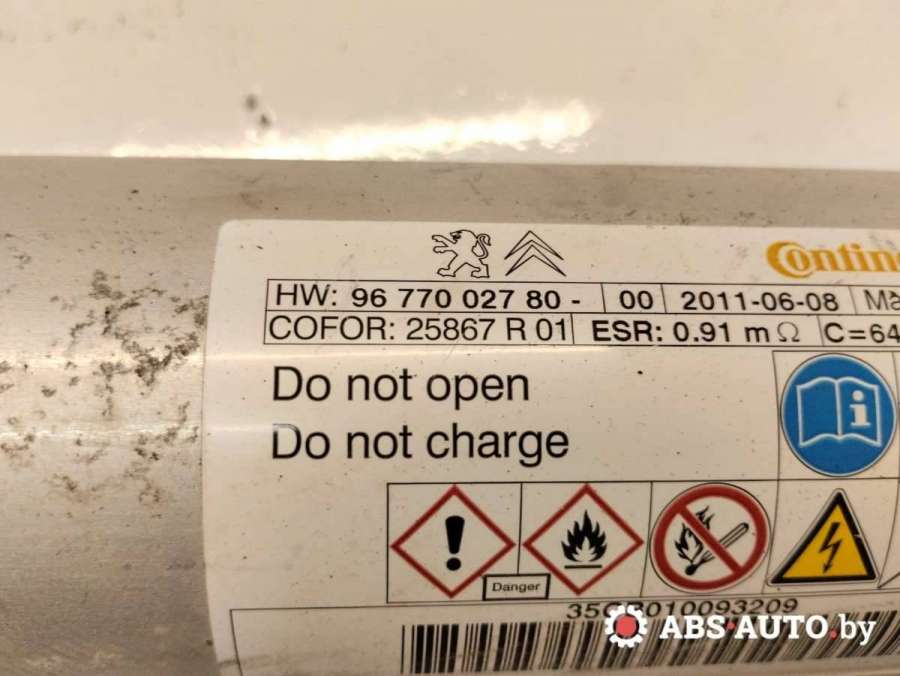 Contin
HW: 96 770 027 80 - 00 2011-06-08 Ma
COFOR: 25867 R 01 ESR: 0.91 m Ω C=64
Do not open
Do not charge
Danger
ABS·AUTO.by